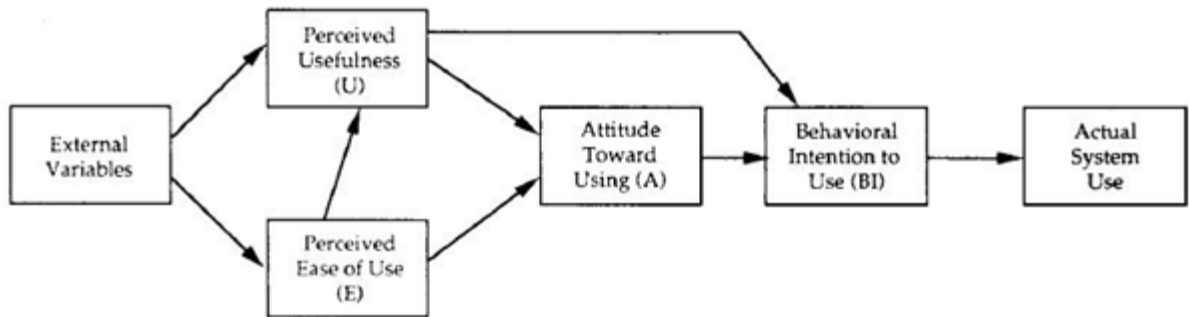 External
Variables
Perceived
Usefulness
(U)
Perceived
Ease of Use
(E)
Attitude
Toward
Using (A)
Behavioral
Intention to
Use (BI)
Actual
System
Use